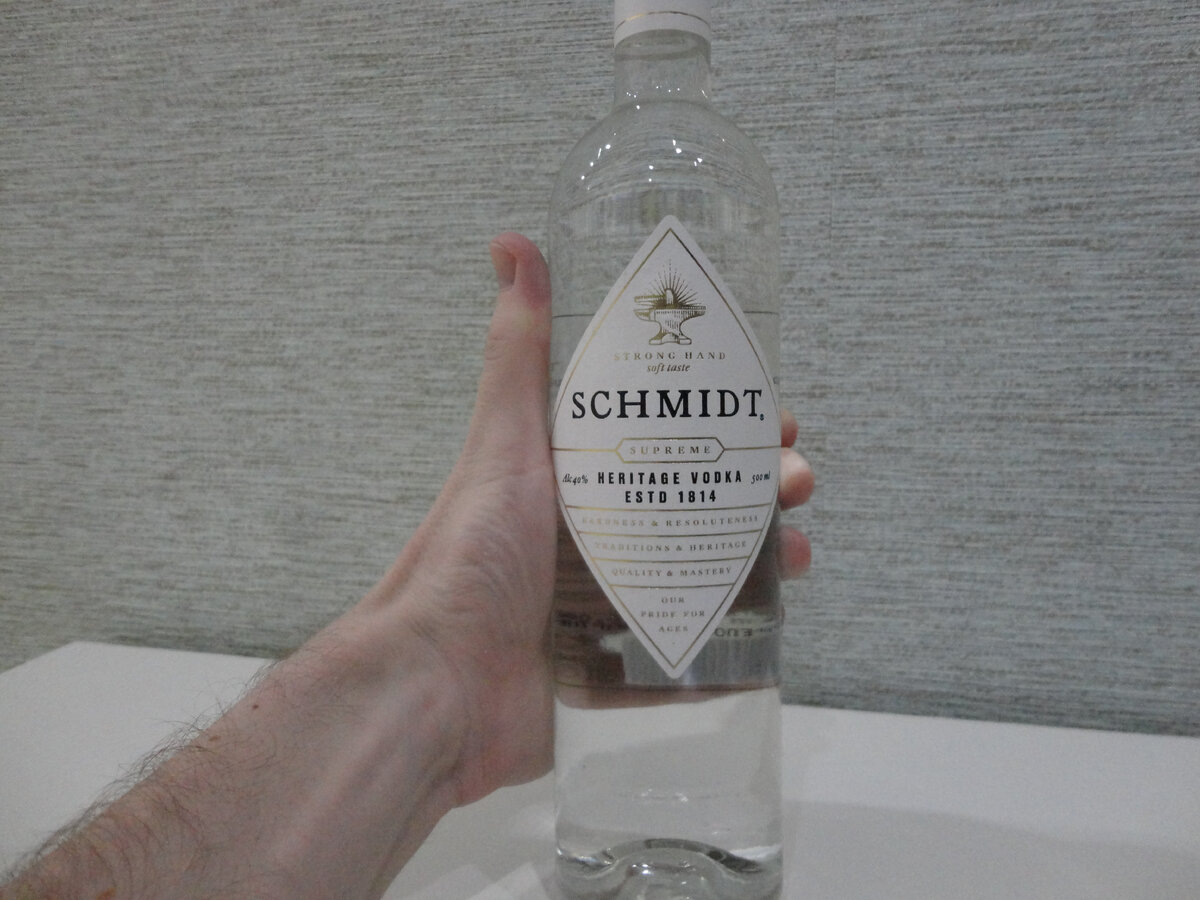 STRONG HAND
soft taste
SCHMIDT
SUPREME
Alc 40% HERITAGE VODKA 500 ml
ESTD 1814
HARDNESS & RESOLUTENESS
TRADITIONS & HERITAGE
QUALITY & MASTERY
OUR
PRIDE FOR
AGES